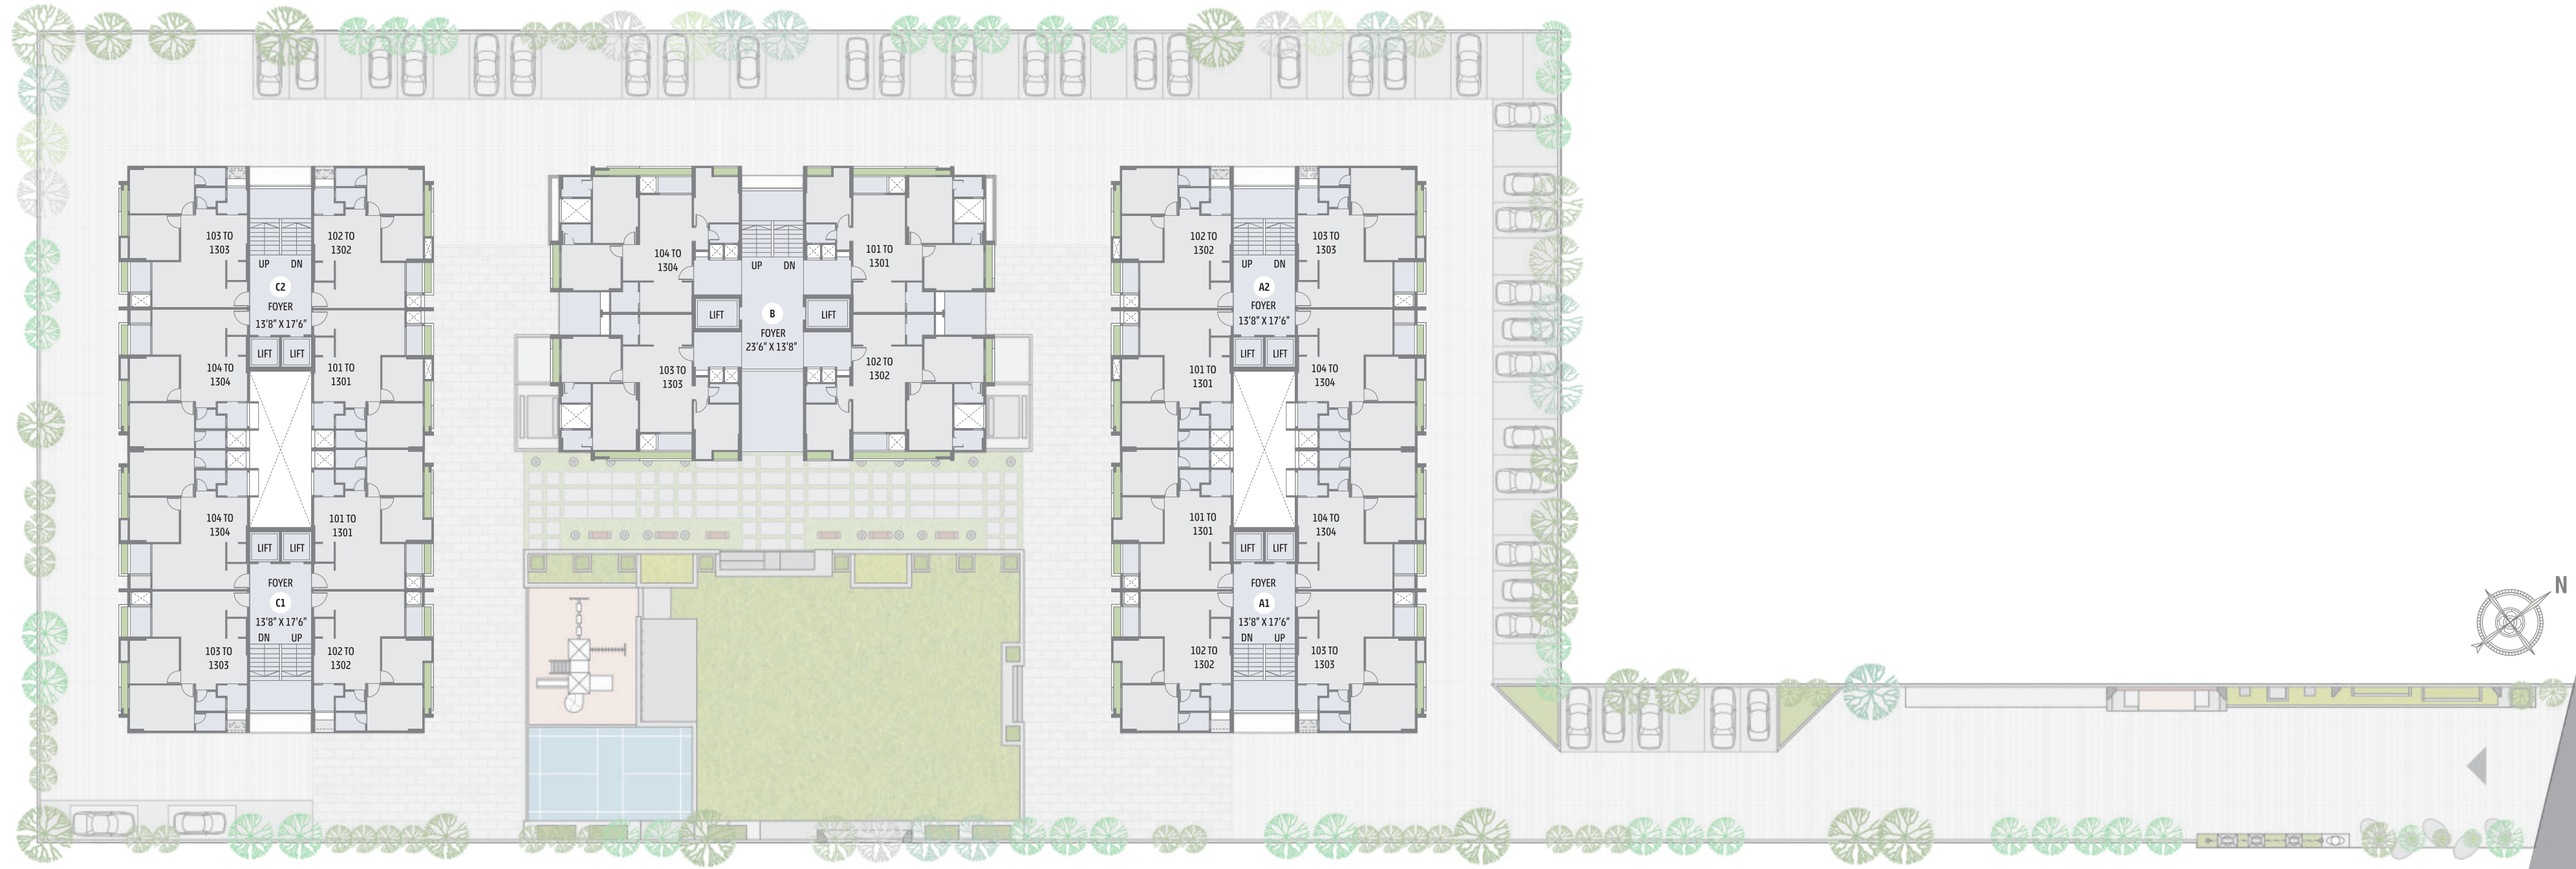 103 TO
1303
102 TO
1302
UP DN
C2
FOYER
13'8" X 17'6"
LIFT LIFT
104 TO
1304
101 TO
1301
104 TO
1304
101 TO
1301
LIFT LIFT
FOYER
C1
13'8" X 17'6"
DN UP
103 TO
1303
102 TO
1302
104 TO
1304
101 TO
1301
UP DN
LIFT
B
LIFT
FOYER
23'6" X 13'8"
103 TO
1303
102 TO
1302
102 TO
1302
103 TO
1303
UP DN
A2
FOYER
13'8" X 17'6"
LIFT LIFT
101 TO
1301
104 TO
1304
101 TO
1301
104 TO
1304
LIFT LIFT
FOYER
A1
13'8" X 17'6"
DN UP
102 TO
1302
103 TO
1303
N